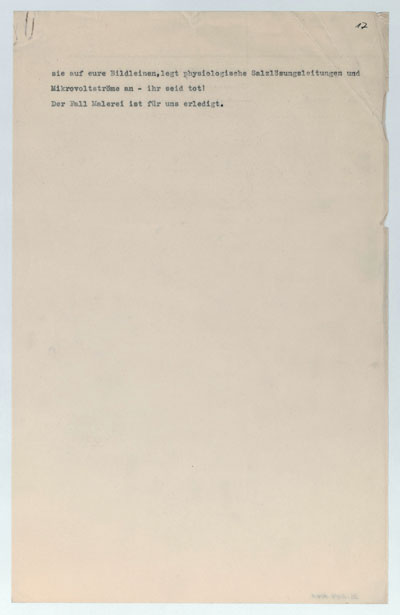 12
sie auf eure Bildleinen,legt physiologische Salzlösungsleitungen und
Mikrovoltströme an - ihr seid tot!
Der Fall Malerei ist für uns erledigt.